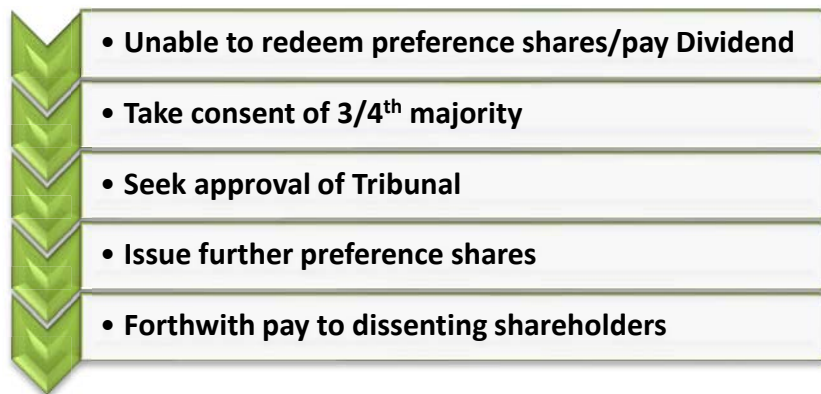 • Unable to redeem preference shares/pay Dividend
• Take consent of 3/4th majority
• Seek approval of Tribunal
• Issue further preference shares
• Forthwith pay to dissenting shareholders